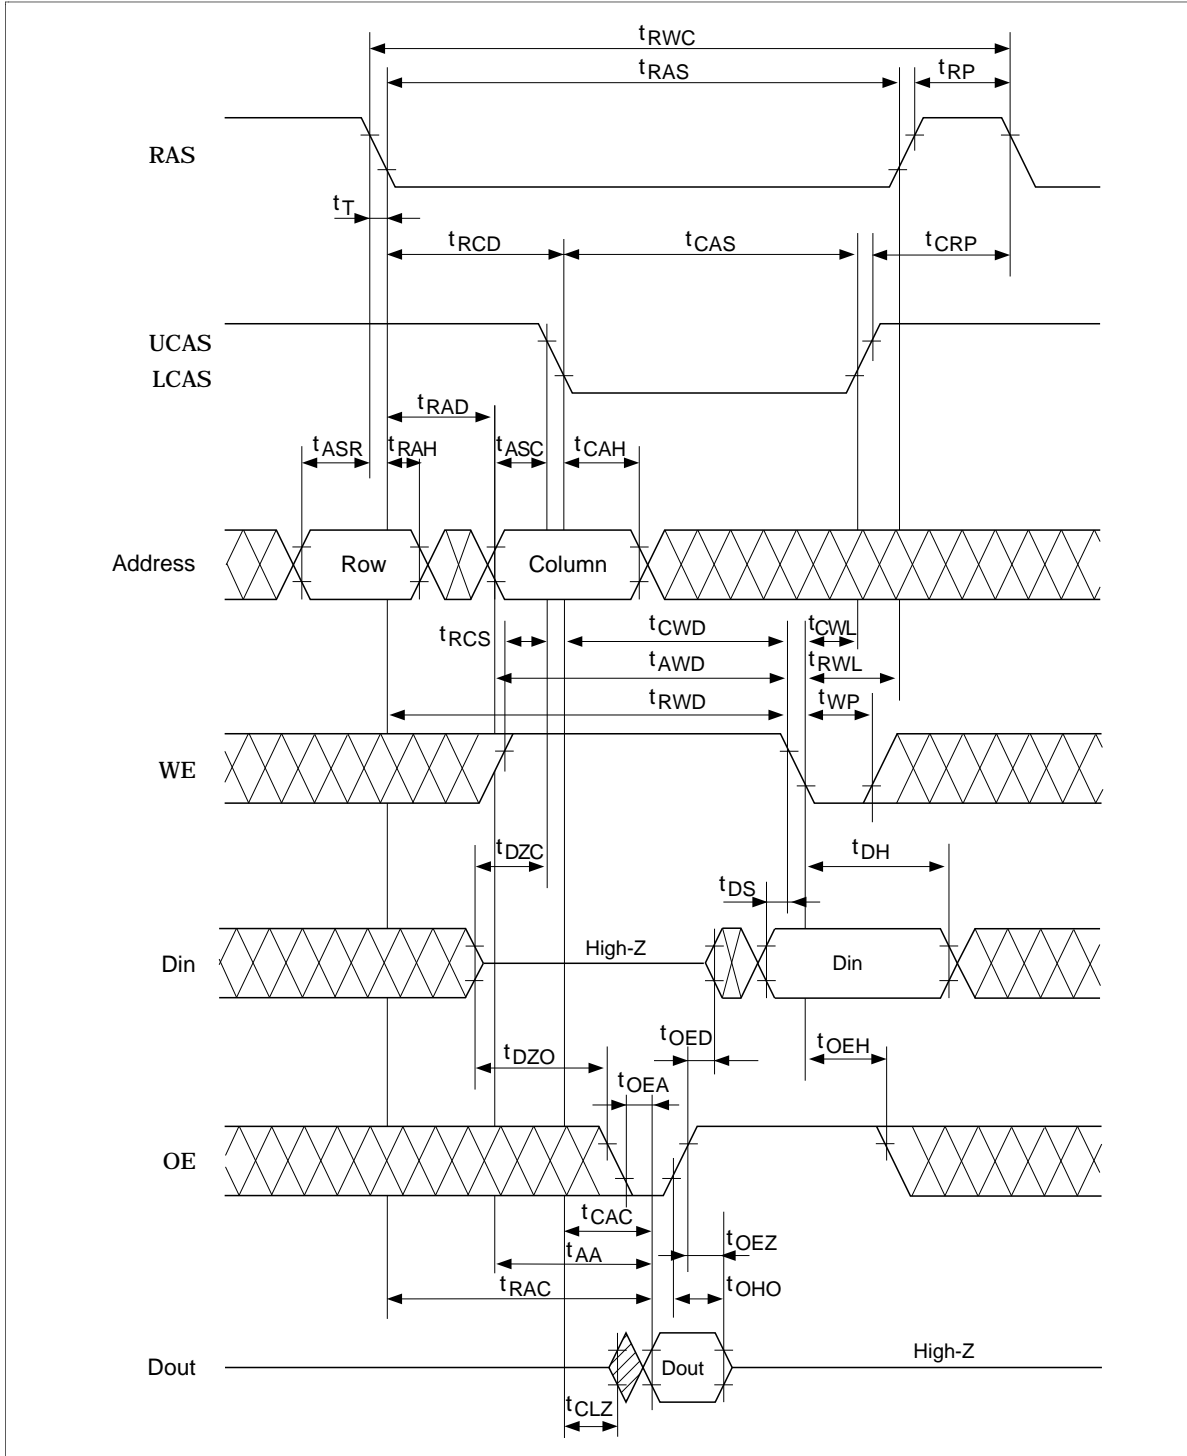 tRWC
tRAS
tRP
RAS
tT
tRCD
tCAS
tCRP
UCAS
LCAS
tRAD
tASR
tRAH
tASC
tCAH
Address
Row
Column
tRCS
tCWD
tCWL
tAWD
tRWL
tRWD
tWP
WE
tDZC
tDH
tDS
Din
High-Z
Din
tOED
tDZO
tOEH
tOEA
OE
tCAC
tOEZ
tAA
tRAC
tOHO
Dout
Dout
High-Z
tCLZ